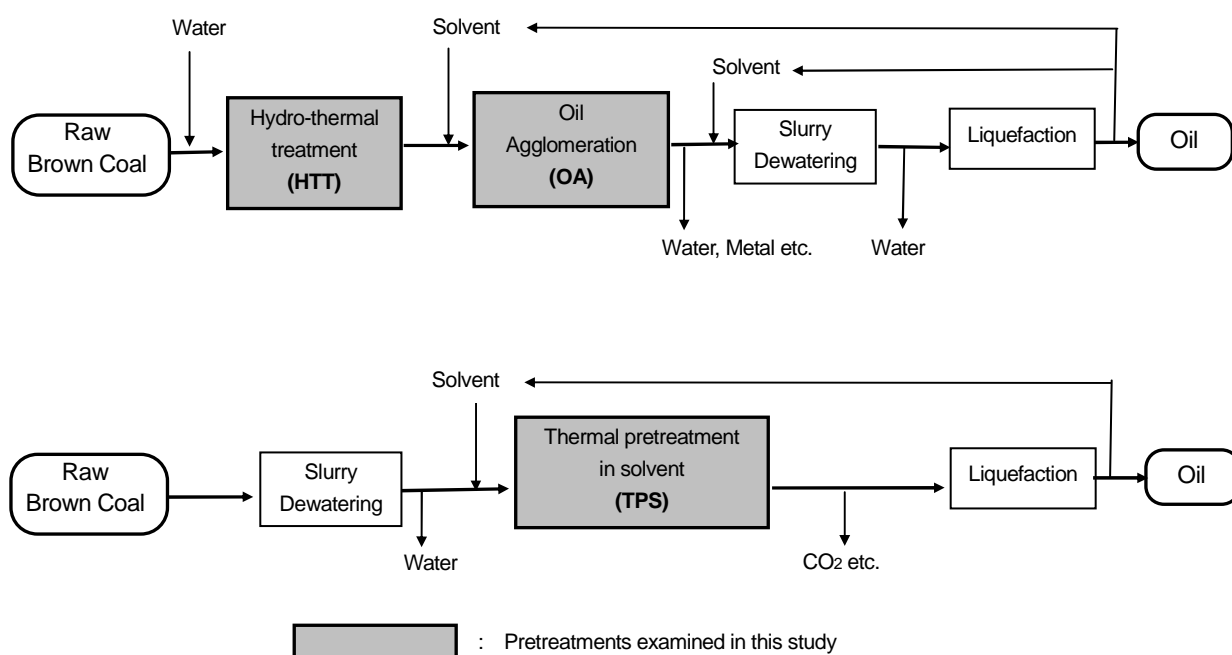 Water
Solvent
Solvent
Raw
Brown Coal
Hydro-thermal
treatment
(HTT)
Oil
Agglomeration
(OA)
Slurry
Dewatering
Liquefaction
Oil
Water, Metal etc.
Water
Solvent
Raw
Brown Coal
Slurry
Dewatering
Thermal pretreatment
in solvent
(TPS)
Liquefaction
Oil
Water
CO2 etc.
: Pretreatments examined in this study